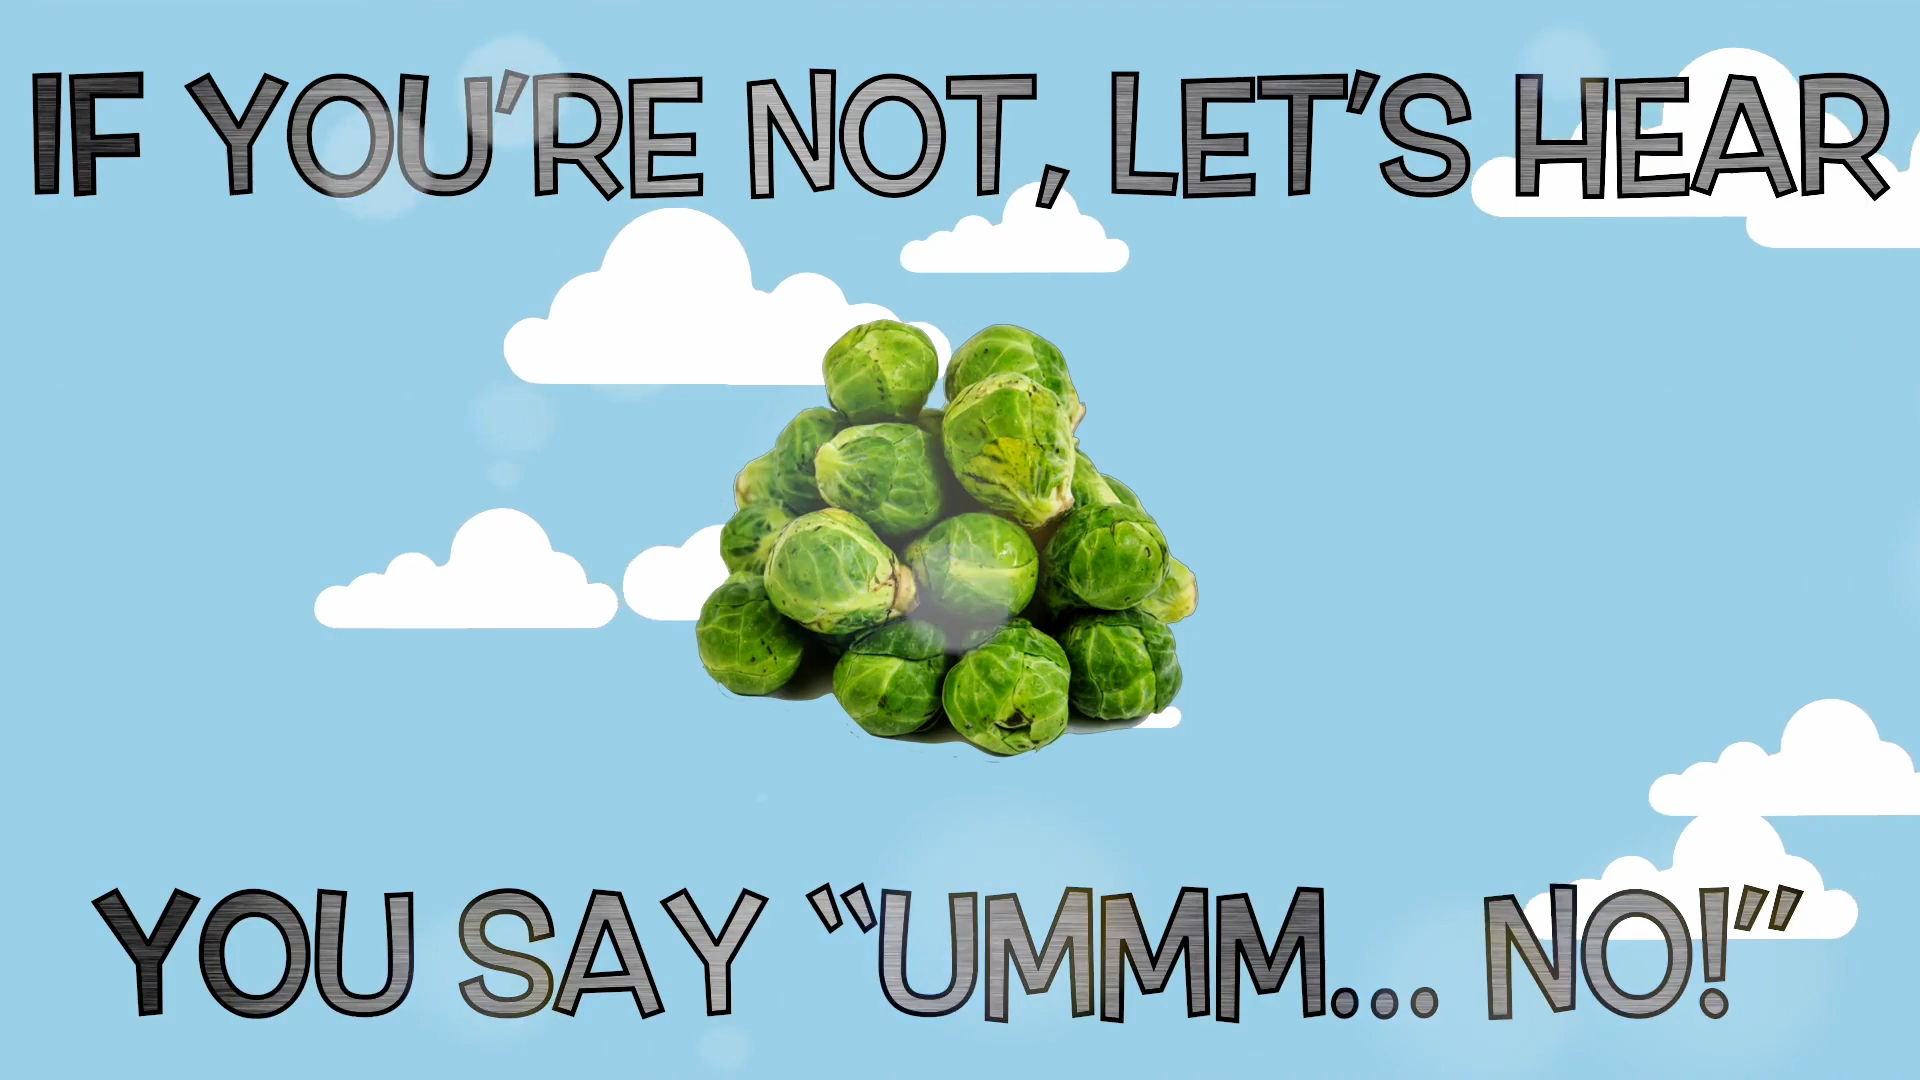 IF YOU'RE NOT, LET'S HEAR
YOU SAY “UMMM... NO!”